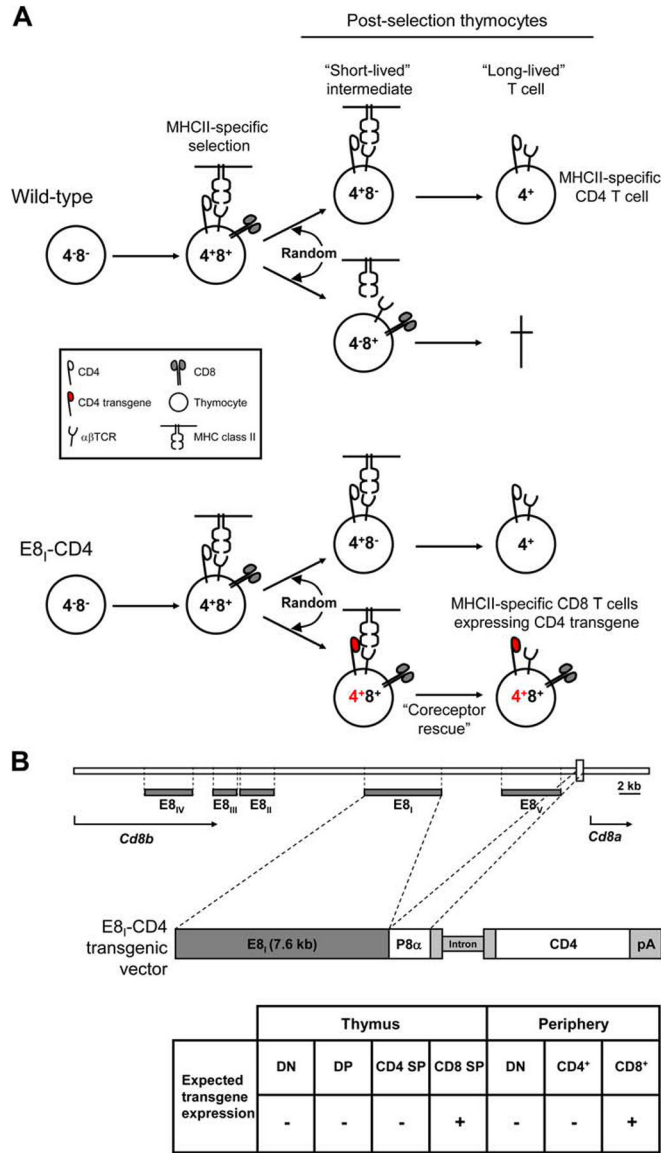 A
Post-selection thymocytes
"Short-lived"
intermediate
"Long-lived"
T cell
MHCII-specific
selection
Wild-type
4-8-
4+8+
Random
4+8-
4+
MHCII-specific
CD4 T cell
4-8+
CD4
CD8
CD4 transgene
Thymocyte
αβTCR
MHC class II
E8I-CD4
4-8-
4+8+
Random
4+8-
4+
MHCII-specific CD8 T cells
expressing CD4 transgene
4+8+
"Coreceptor
rescue"
4+8+
B
E8IV
E8III
E8II
E8I
E8V
2 kb
Cd8b
Cd8a
E8I-CD4
transgenic
vector
E8I (7.6 kb)
P8α
Intron
CD4
pA
Thymus
Periphery
Expected
transgene
expression
DN
DP
CD4 SP
CD8 SP
DN
CD4+
CD8+
-
-
-
+
-
-
+